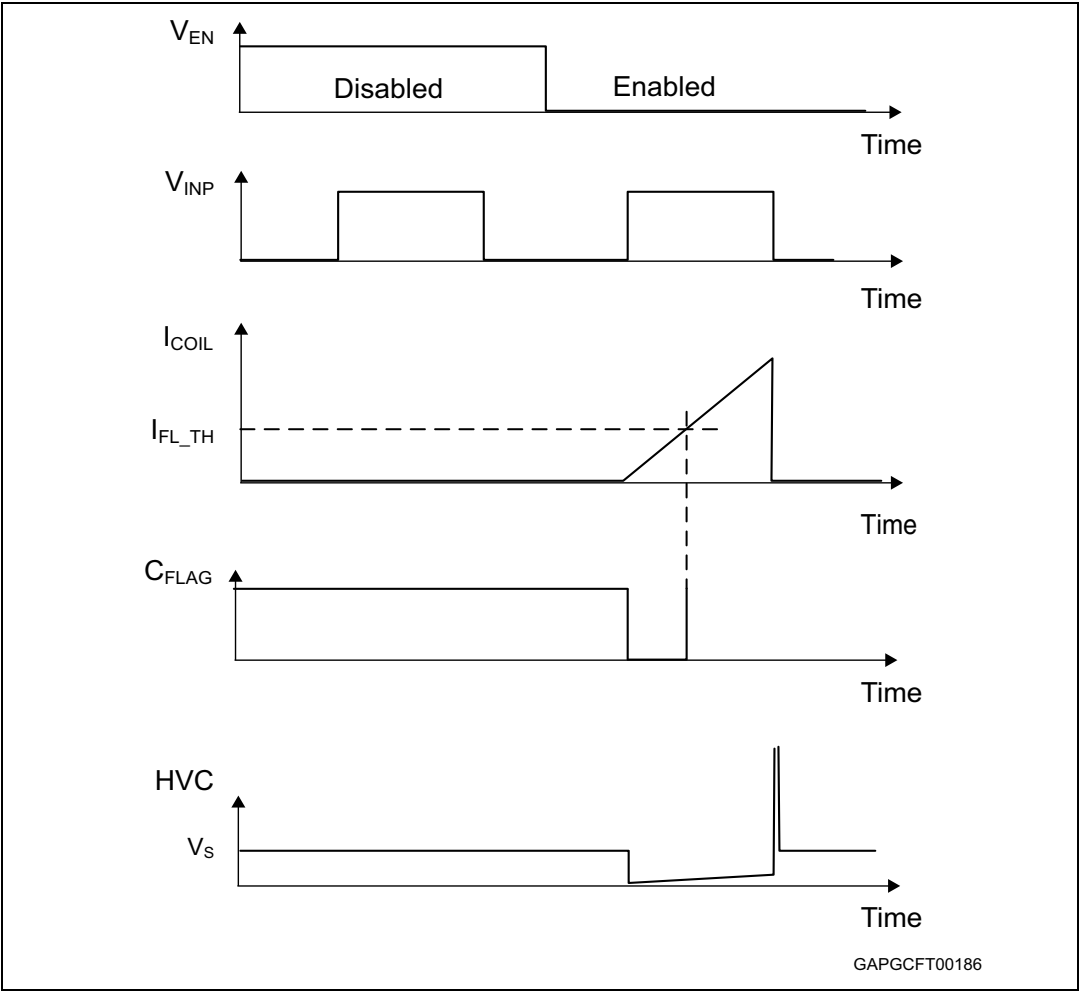 VEN
Disabled
Enabled
Time
VINP
Time
ICOIL
IFL_TH
Time
CFLAG
Time
HVC
VS
Time
GAPGCFT00186